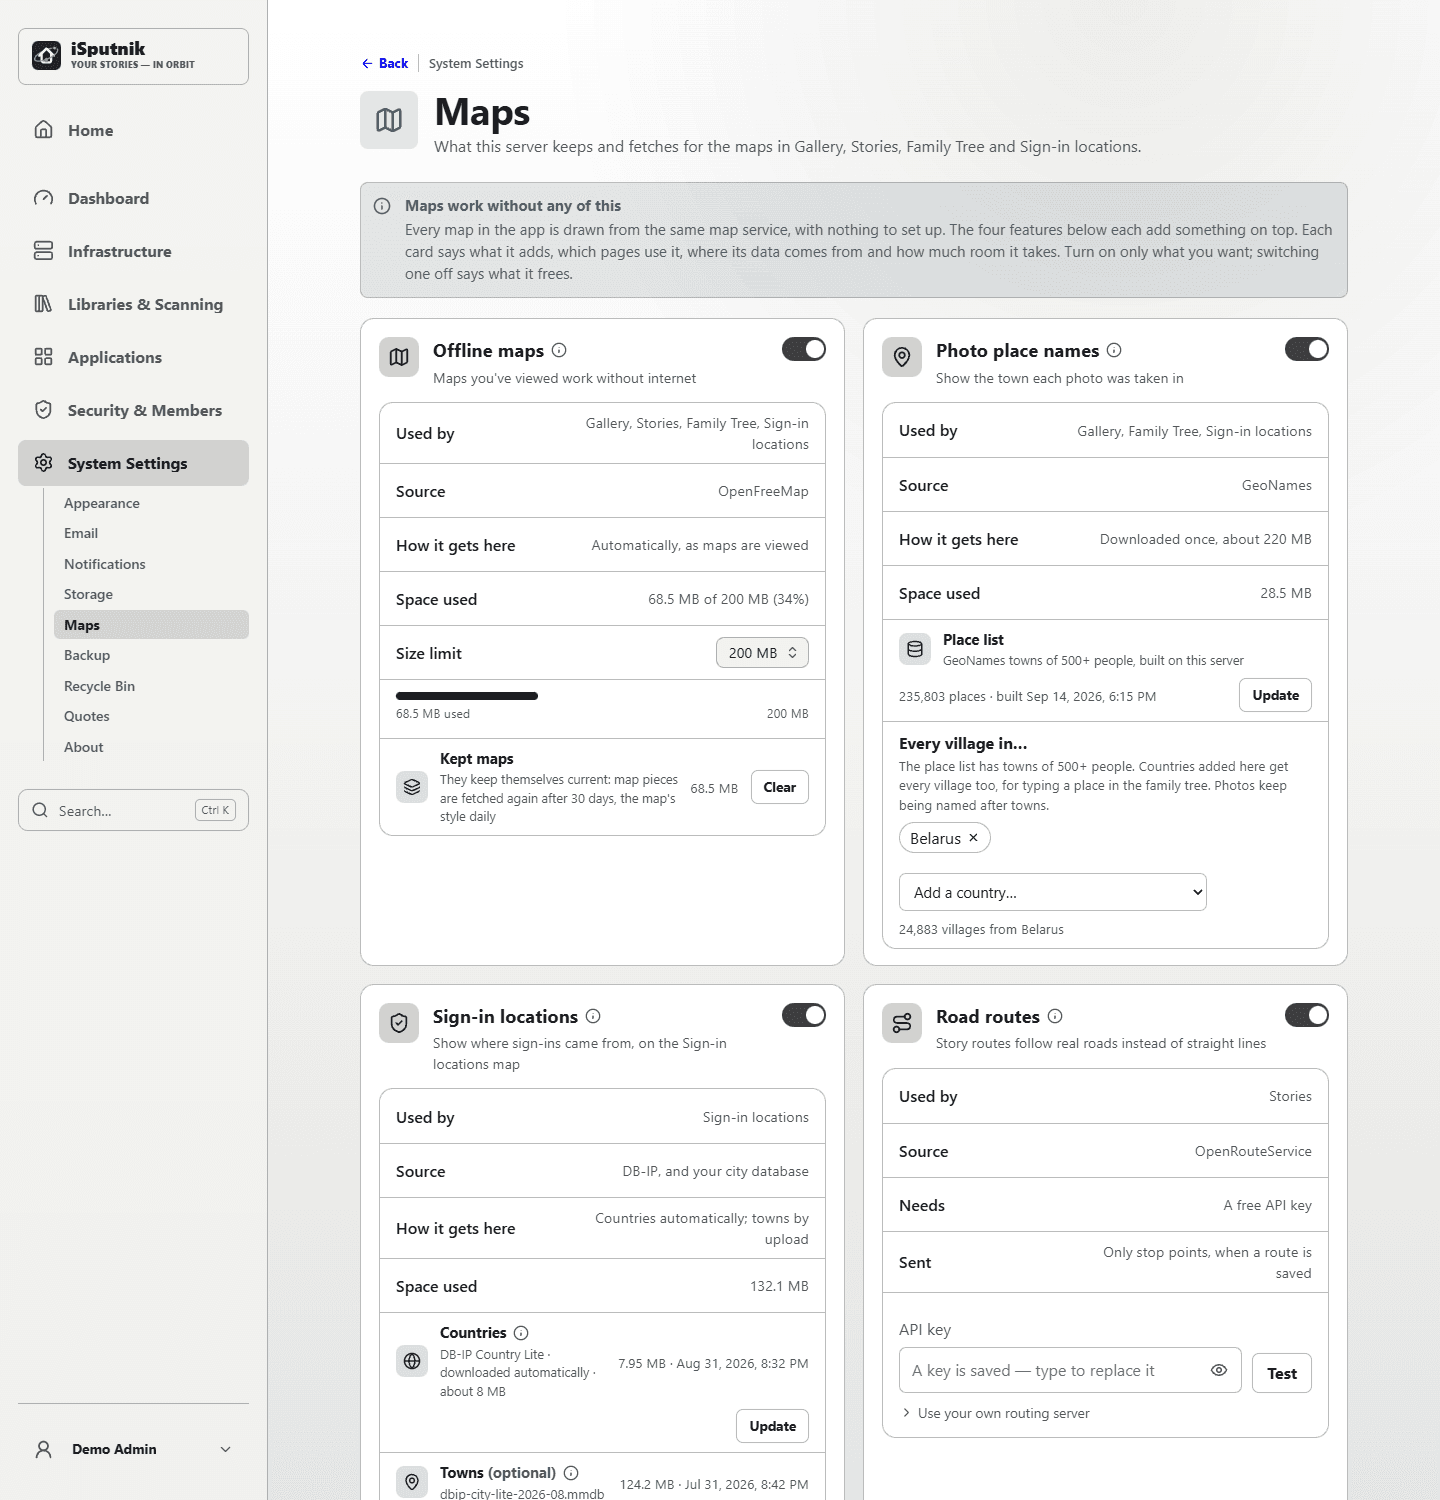 iSputnik
YOUR STORIES — IN ORBIT
Home
Dashboard
Infrastructure
Libraries & Scanning
Applications
Security & Members
System Settings
Appearance
Email
Notifications
Storage
Maps
Backup
Recycle Bin
Quotes
About
Search...
Ctrl K
Demo Admin
Back
System Settings
Maps
What this server keeps and fetches for the maps in Gallery, Stories, Family Tree and Sign-in locations.
Maps work without any of this
Every map in the app is drawn from the same map service, with nothing to set up. The four features below each add something on top. Each
card says what it adds, which pages use it, where its data comes from and how much room it takes. Turn on only what you want; switching
one off says what it frees.
Offline maps
Maps you've viewed work without internet
Used by
Gallery, Stories, Family Tree, Sign-in
locations
Source
OpenFreeMap
How it gets here
Automatically, as maps are viewed
Space used
68.5 MB of 200 MB (34%)
Size limit
200 MB
68.5 MB used
200 MB
Kept maps
They keep themselves current: map pieces
are fetched again after 30 days, the map's
style daily
68.5 MB
Clear
Photo place names
Show the town each photo was taken in
Used by
Gallery, Family Tree, Sign-in locations
Source
GeoNames
How it gets here
Downloaded once, about 220 MB
Space used
28.5 MB
Place list
GeoNames towns of 500+ people, built on this server
235,803 places · built Sep 14, 2026, 6:15 PM
Update
Every village in...
The place list has towns of 500+ people. Countries added here get
every village too, for typing a place in the family tree. Photos keep
being named after towns.
Belarus ✕
Add a country...
24,883 villages from Belarus
Sign-in locations
Show where sign-ins came from, on the Sign-in
locations map
Used by
Sign-in locations
Source
DB-IP, and your city database
How it gets here
Countries automatically; towns by
upload
Space used
132.1 MB
Countries
DB-IP Country Lite ·
downloaded automatically ·
about 8 MB
7.95 MB · Aug 31, 2026, 8:32 PM
Update
Towns (optional)
dbip-city-lite-2026-08.mmdb
124.2 MB · Jul 31, 2026, 8:42 PM
Road routes
Story routes follow real roads instead of straight lines
Used by
Stories
Source
OpenRouteService
Needs
A free API key
Sent
Only stop points, when a route is
saved
API key
A key is saved — type to replace it
Test
Use your own routing server